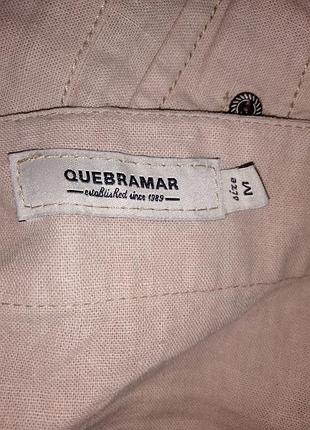 QUEBRAMAR
established since 1989
size
M